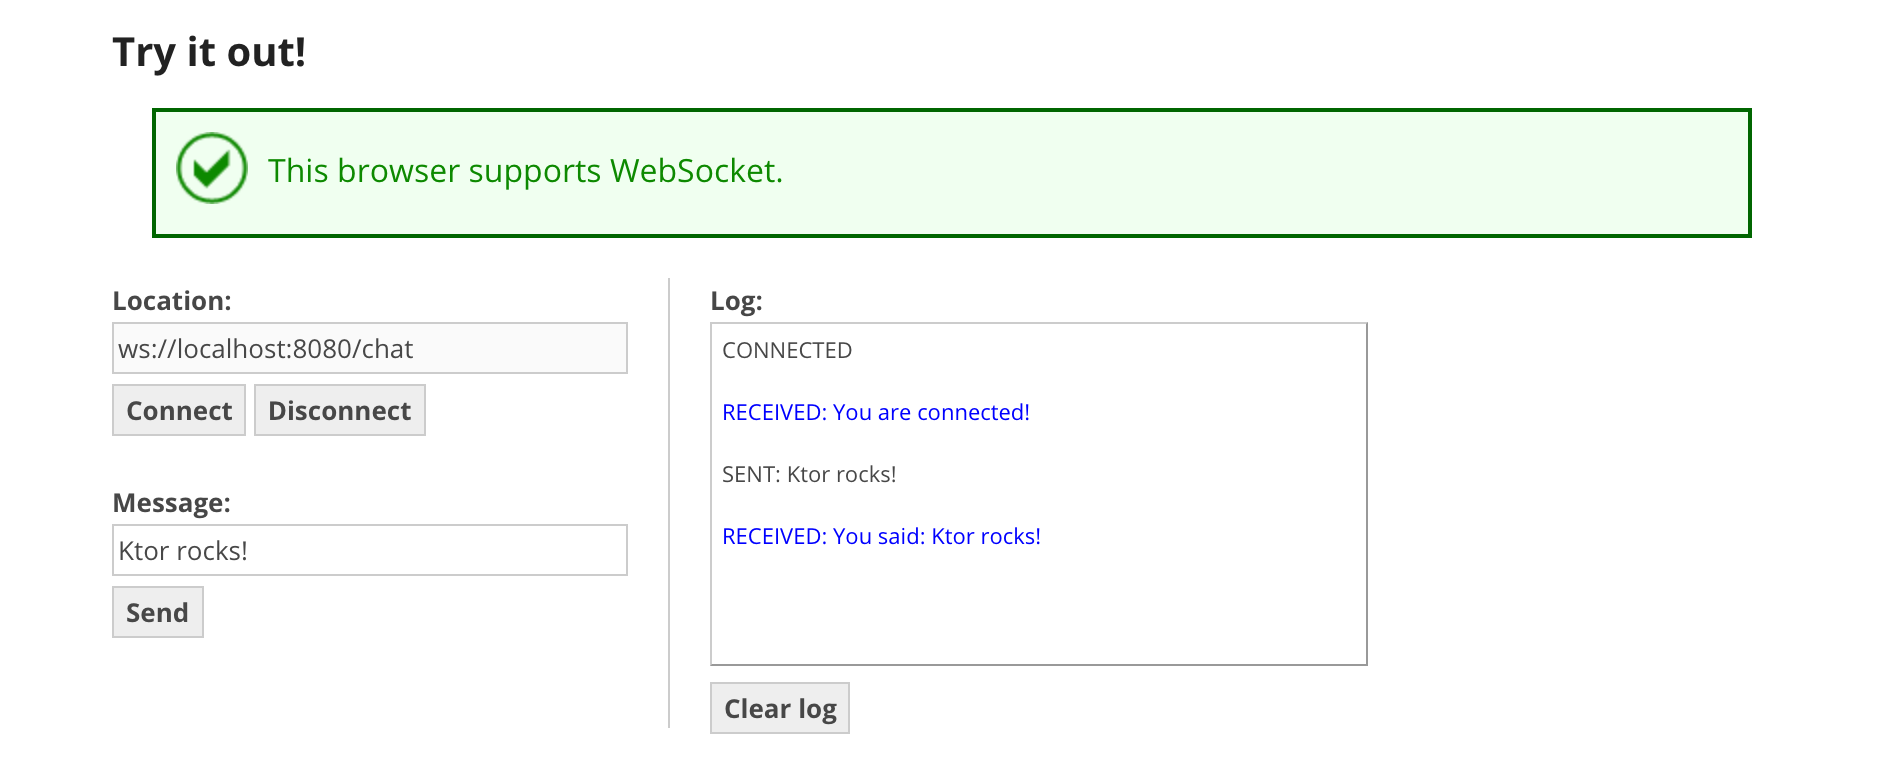 Try it out!
This browser supports WebSocket.
Location:
ws://localhost:8080/chat
Connect Disconnect
Message:
Ktor rocks!
Send
Log:
CONNECTED
RECEIVED: You are connected!
SENT: Ktor rocks!
RECEIVED: You said: Ktor rocks!
Clear log